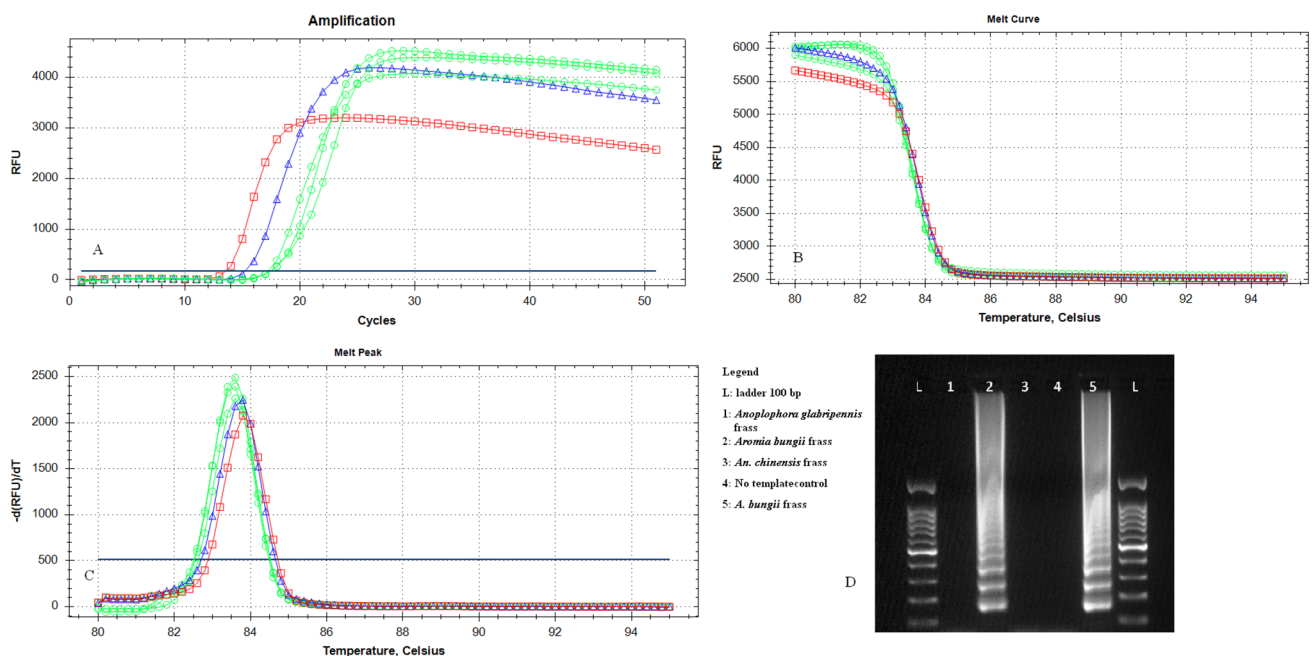 Amplification
RFU
4000
3000
2000
1000
0
A
0 10 20 30 40 50
Cycles
Melt Curve
RFU
6000
5500
5000
4500
4000
3500
3000
2500
B
80 82 84 86 88 90 92 94
Temperature, Celsius
Melt Peak
-d(RFU)/dT
2500
2000
1500
1000
500
0
C
80 82 84 86 88 90 92 94
Temperature, Celsius
Legend
L: ladder 100 bp
1: Anoplophora glabripennis
frass
2: Aromia bungii frass
3: An. chinensis frass
4: No templatecontrol
5: A. bungii frass
L 1 2 3 4 5 L
D